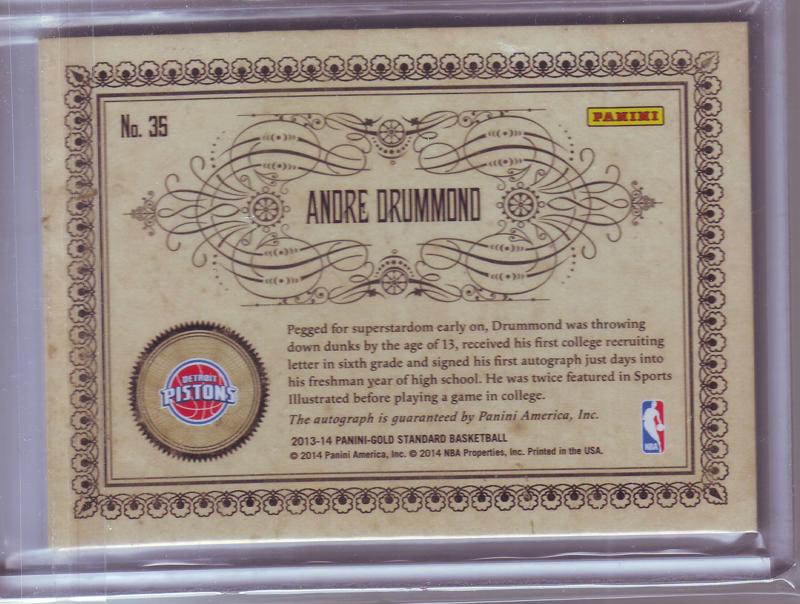 No. 35
PANINI
ANDRE DRUMMOND
Pegged for superstardom early on, Drummond was throwing
down dunks by the age of 13, received his first college recruiting
letter in sixth grade and signed his first autograph just days into
his freshman year of high school. He was twice featured in Sports
Illustrated before playing a game in college.
The autograph is guaranteed by Panini America, Inc.
DETROIT
PISTONS
2013-14 PANINI-GOLD STANDARD BASKETBALL
© 2014 Panini America, Inc. © 2014 NBA Properties, Inc. Printed in the USA.
NBA